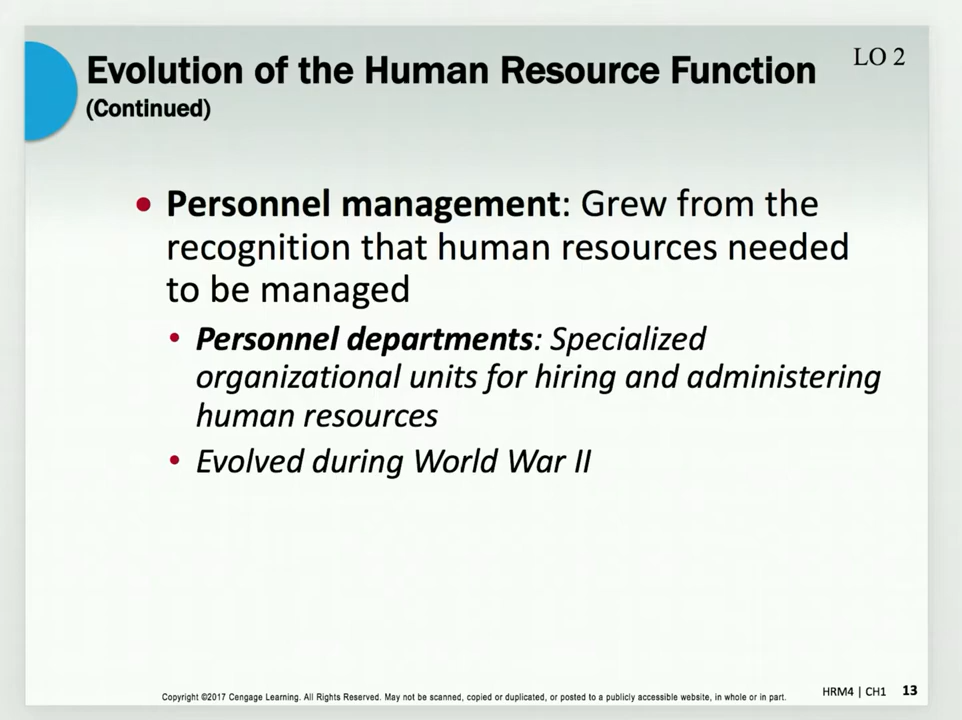 Evolution of the Human Resource Function
LO 2
(Continued)
• Personnel management: Grew from the
recognition that human resources needed
to be managed
• Personnel departments: Specialized
organizational units for hiring and administering
human resources
• Evolved during World War II
Copyright ©2017 Cengage Learning. All Rights Reserved. May not be scanned, copied or duplicated, or posted to a publicly accessible website, in whole or in part.
HRM4 | CH1 13